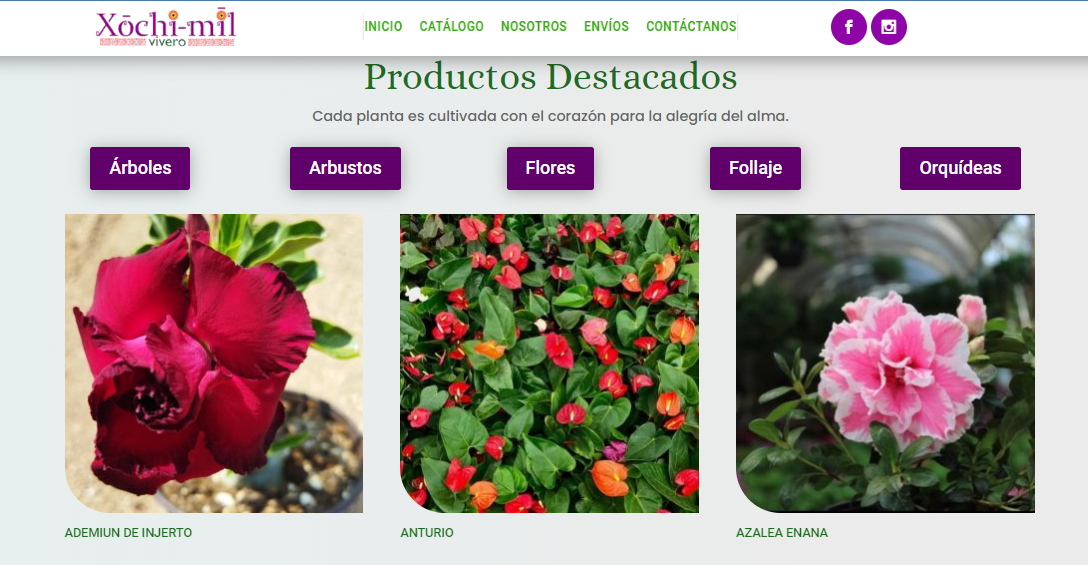 Xōchi-mīl
vivero
INICIO CATÁLOGO NOSOTROS ENVÍOS CONTÁCTANOS
Productos Destacados
Cada planta es cultivada con el corazón para la alegría del alma.
Árboles Arbustos Flores Follaje Orquídeas
ADEMIUN DE INJERTO ANTURIO AZALEA ENANA